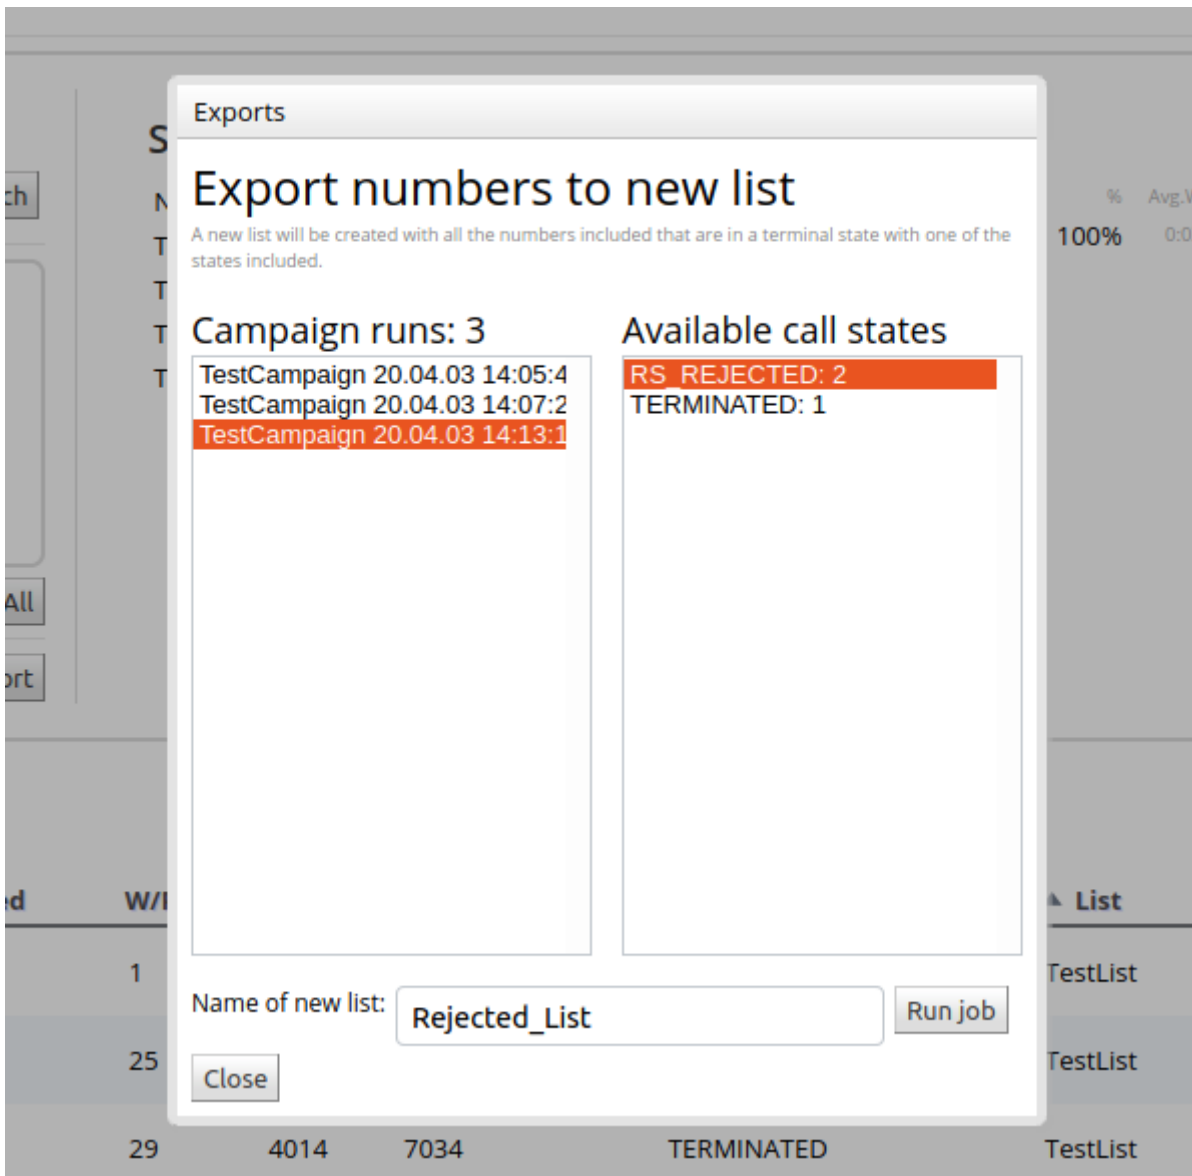 Exports
Export numbers to new list
A new list will be created with all the numbers included that are in a terminal state with one of the
states included.
% Avg.
100% 0:0
Campaign runs: 3 Available call states
TestCampaign 20.04.03 14:05:4 RS_REJECTED: 2
TestCampaign 20.04.03 14:07:2 TERMINATED: 1
TestCampaign 20.04.03 14:13:1
All
W/
List
1 TestList
Name of new list: Rejected_List Run job
25 TestList
Close
29 4014 7034 TERMINATED TestList